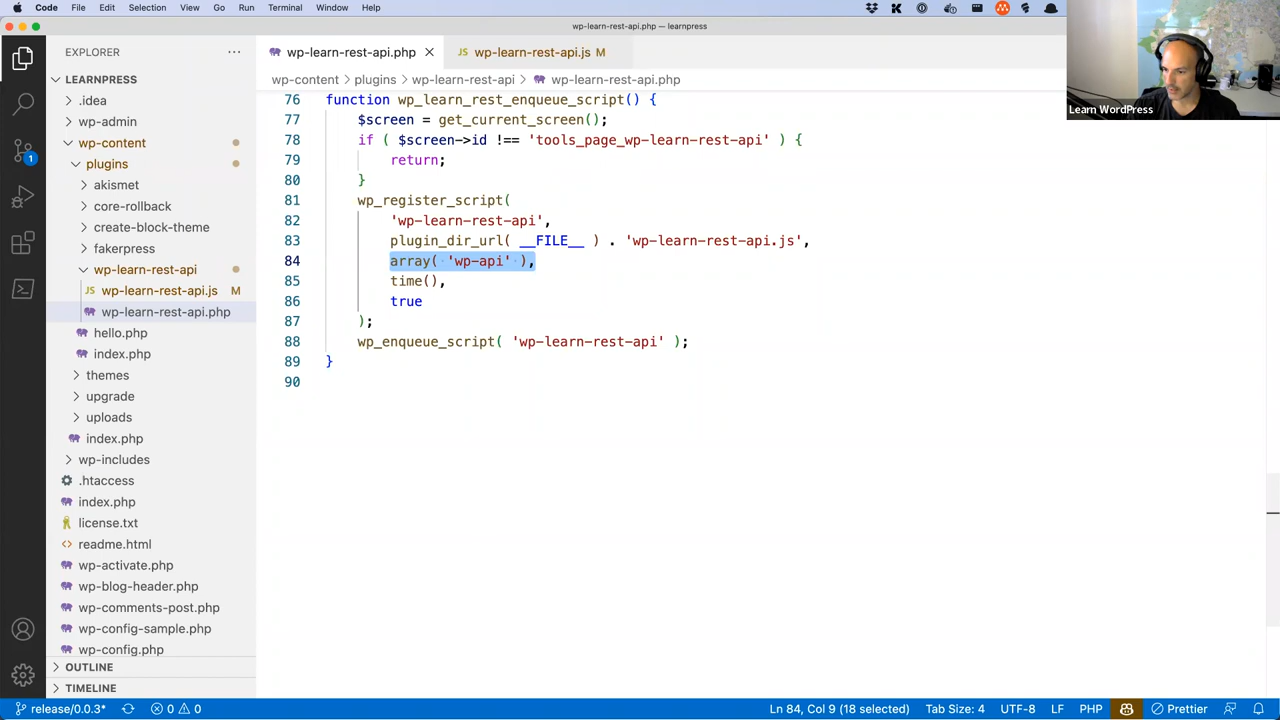 Code File Edit Selection View Go Run Terminal Window Help
wp-learn-rest-api.php — learnpress
EXPLORER
wp-learn-rest-api.php
JS wp-learn-rest-api.js M
LEARNPRESS
wp-content plugins wp-learn-rest-api wp-learn-rest-api.php
.idea
wp-admin
wp-content
plugins
akismet
core-rollback
create-block-theme
fakerpress
wp-learn-rest-api
JS wp-learn-rest-api.js M
wp-learn-rest-api.php
hello.php
index.php
themes
upgrade
uploads
index.php
wp-includes
.htaccess
index.php
license.txt
readme.html
wp-activate.php
wp-blog-header.php
wp-comments-post.php
wp-config-sample.php
wp-config.php
OUTLINE
TIMELINE
1
76 function wp_learn_rest_enqueue_script() {
77 $screen = get_current_screen();
78 if ( $screen->id !== 'tools_page_wp-learn-rest-api' ) {
79 return;
80 }
81 wp_register_script(
82 'wp-learn-rest-api',
83 plugin_dir_url( __FILE__ ) . 'wp-learn-rest-api.js',
84 array( 'wp-api' ),
85 time(),
86 true
87 );
88 wp_enqueue_script( 'wp-learn-rest-api' );
89 }
90
Learn WordPress
release/0.0.3* 0 0 Ln 84, Col 9 (18 selected) Tab Size: 4 UTF-8 LF PHP Prettier